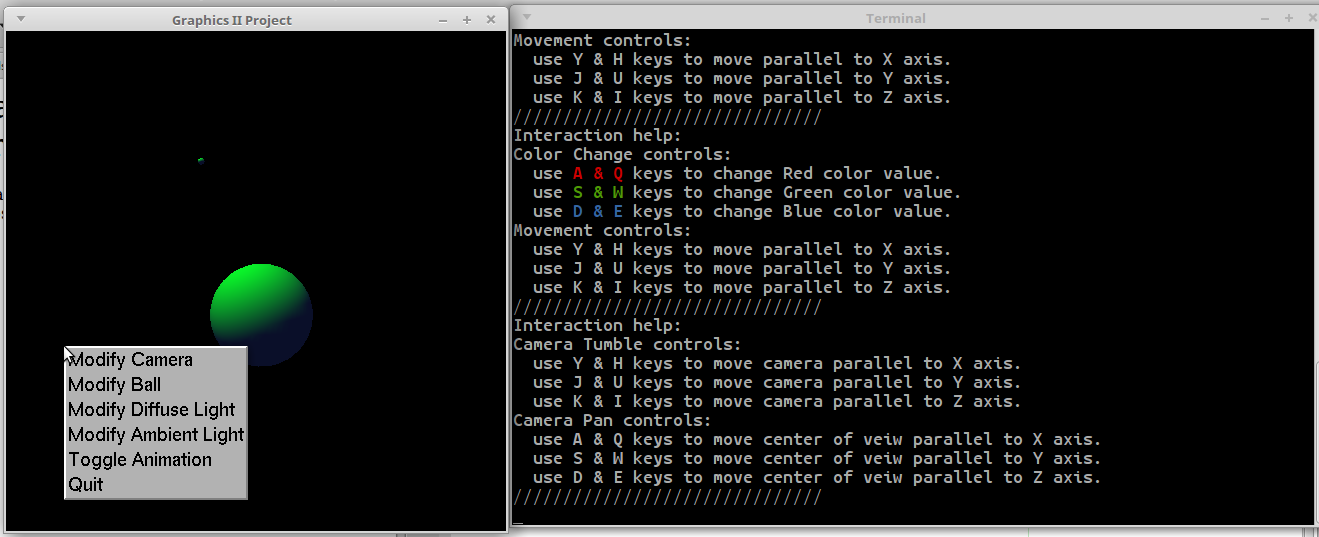 Graphics II Project
Modify Camera
Modify Ball
Modify Diffuse Light
Modify Ambient Light
Toggle Animation
Quit
Terminal
Movement controls:
use Y & H keys to move parallel to X axis.
use J & U keys to move parallel to Y axis.
use K & I keys to move parallel to Z axis.
///////////////////////////////
Interaction help:
Color Change controls:
use A & Q keys to change Red color value.
use S & W keys to change Green color value.
use D & E keys to change Blue color value.
Movement controls:
use Y & H keys to move parallel to X axis.
use J & U keys to move parallel to Y axis.
use K & I keys to move parallel to Z axis.
///////////////////////////////
Interaction help:
Camera Tumble controls:
use Y & H keys to move camera parallel to X axis.
use J & U keys to move camera parallel to Y axis.
use K & I keys to move camera parallel to Z axis.
Camera Pan controls:
use A & Q keys to move center of veiw parallel to X axis.
use S & W keys to move center of veiw parallel to Y axis.
use D & E keys to move center of veiw parallel to Z axis.
///////////////////////////////